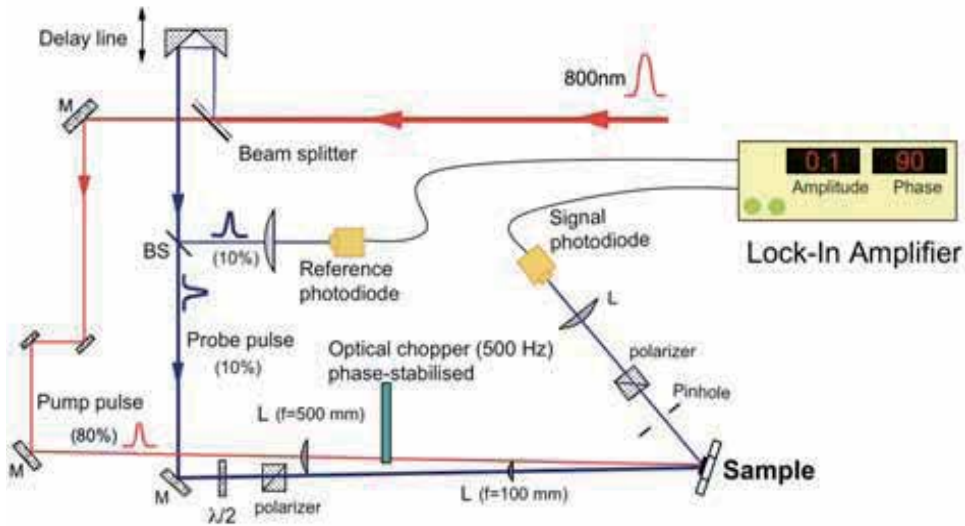 Delay line
800nm
M
Beam splitter
0.1
90
Amplitude
Phase
Signal
photodiode
Lock-In Amplifier
BS
(10%)
Reference
photodiode
L
Probe pulse
(10%)
Optical chopper (500 Hz)
phase-stabilised
polarizer
Pinhole
Pump pulse
(80%)
L (f=500 mm)
M
Sample
M
λ/2
polarizer
L (f=100 mm)